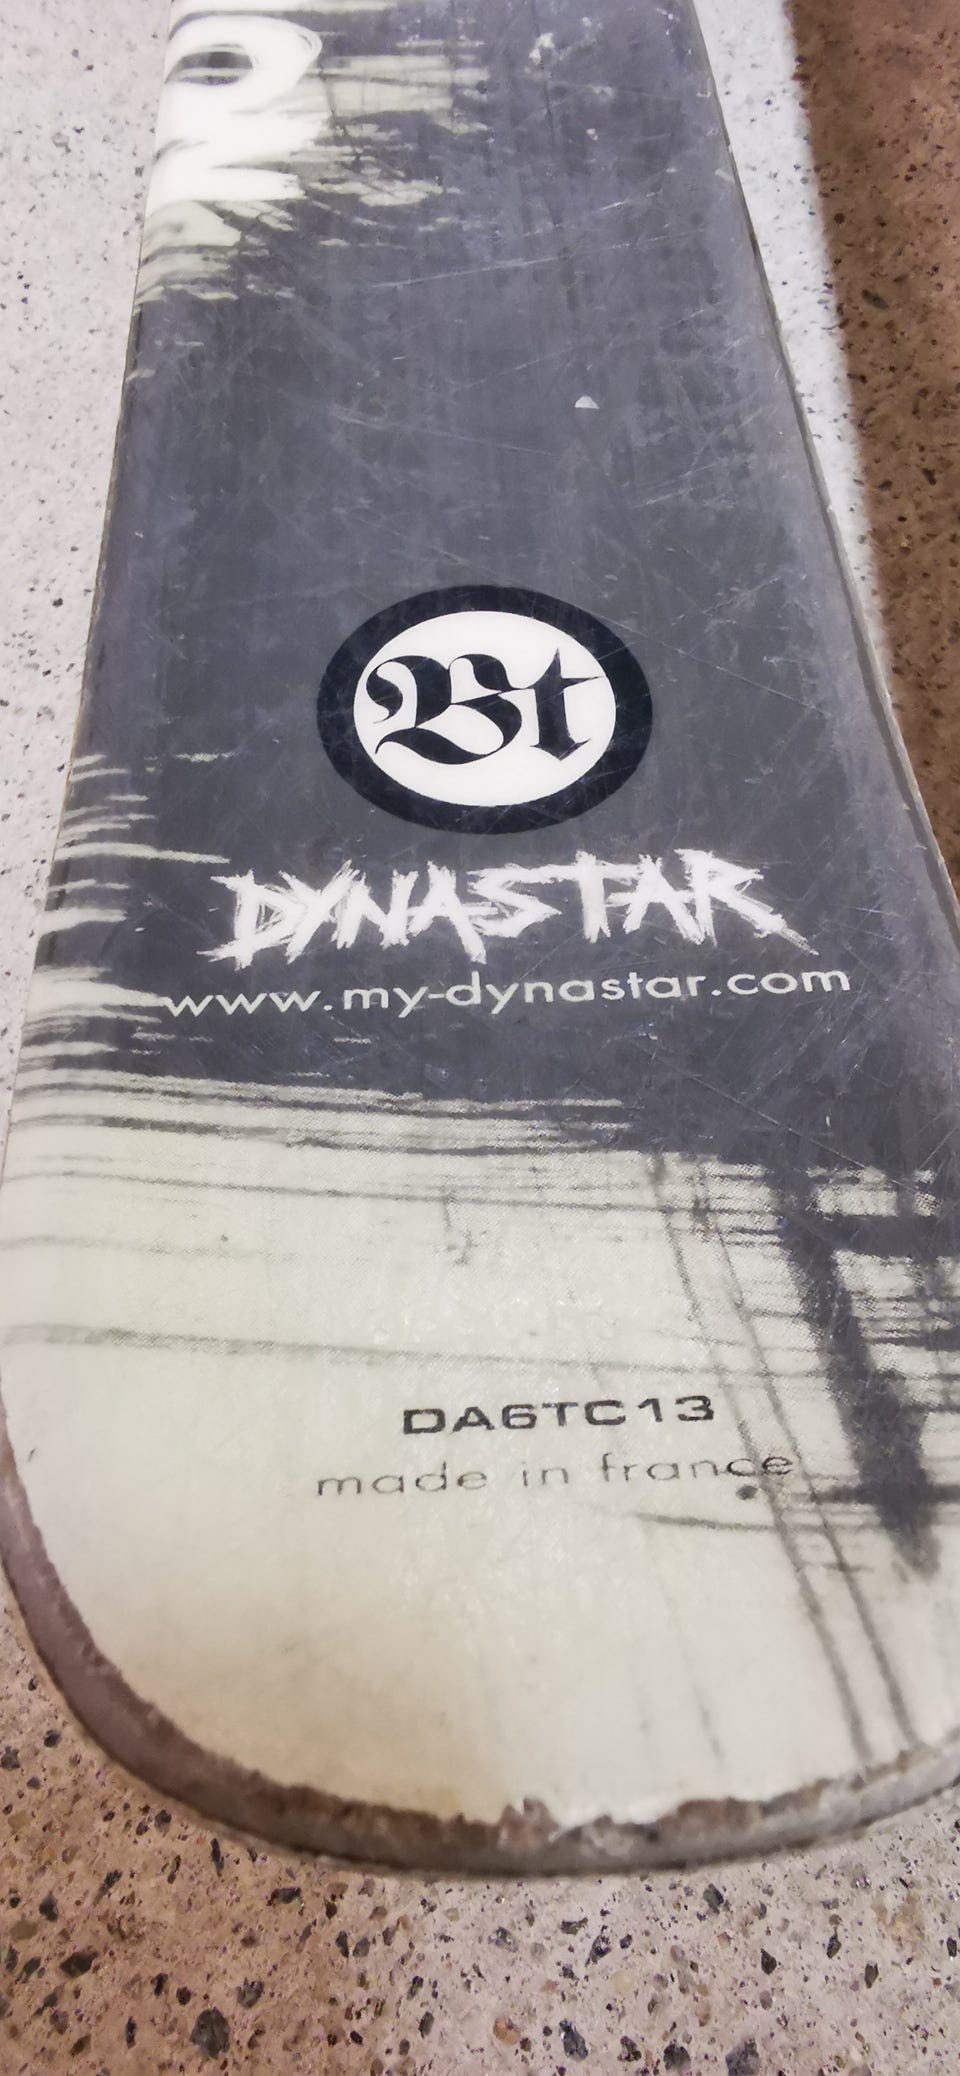 Bt
DYNASTAR
www.my-dynastar.com
DA6TC13
made in france